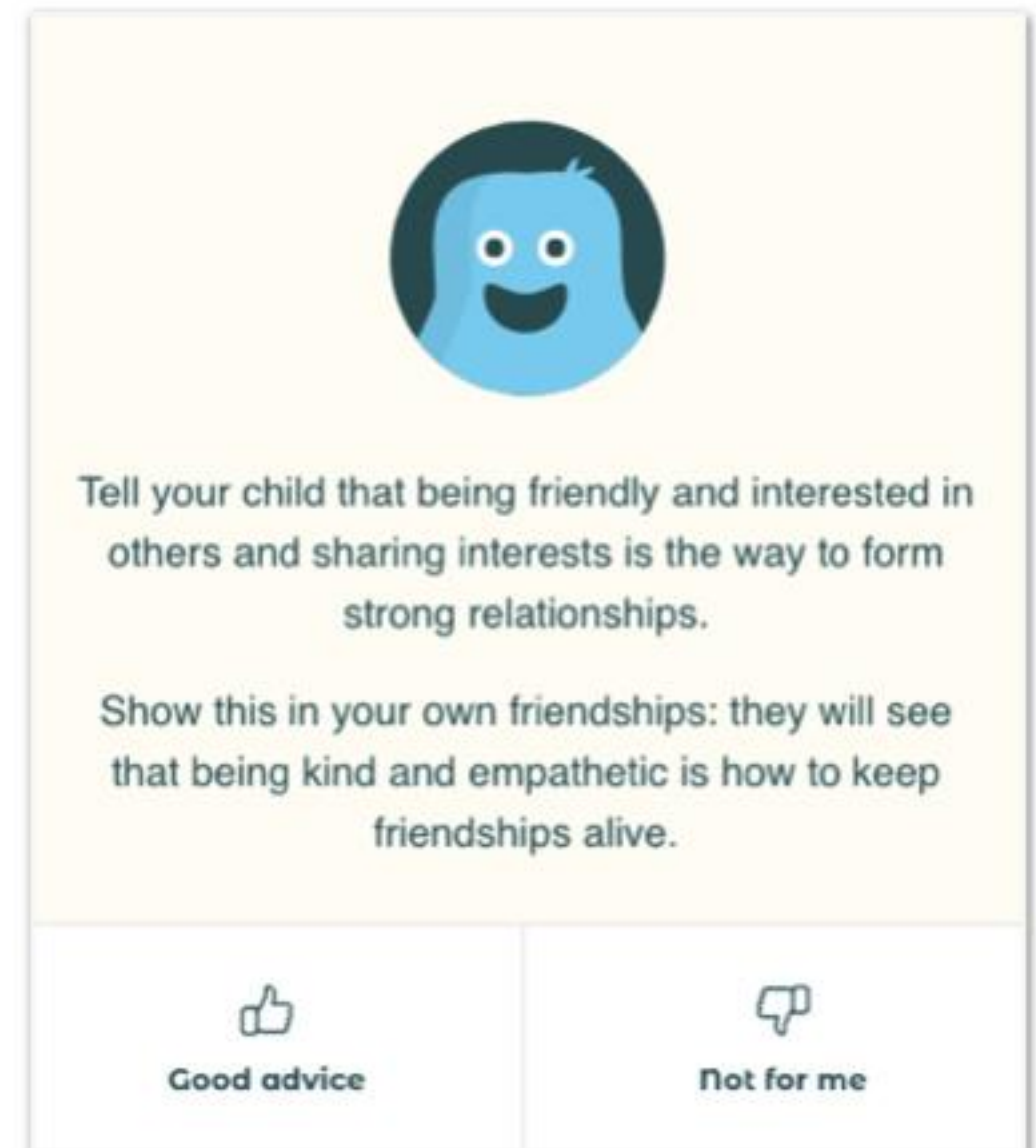 Tell your child that being friendly and interested in
others and sharing interests is the way to form
strong relationships.
Show this in your own friendships: they will see
that being kind and empathetic is how to keep
friendships alive.
Good advice
Not for me